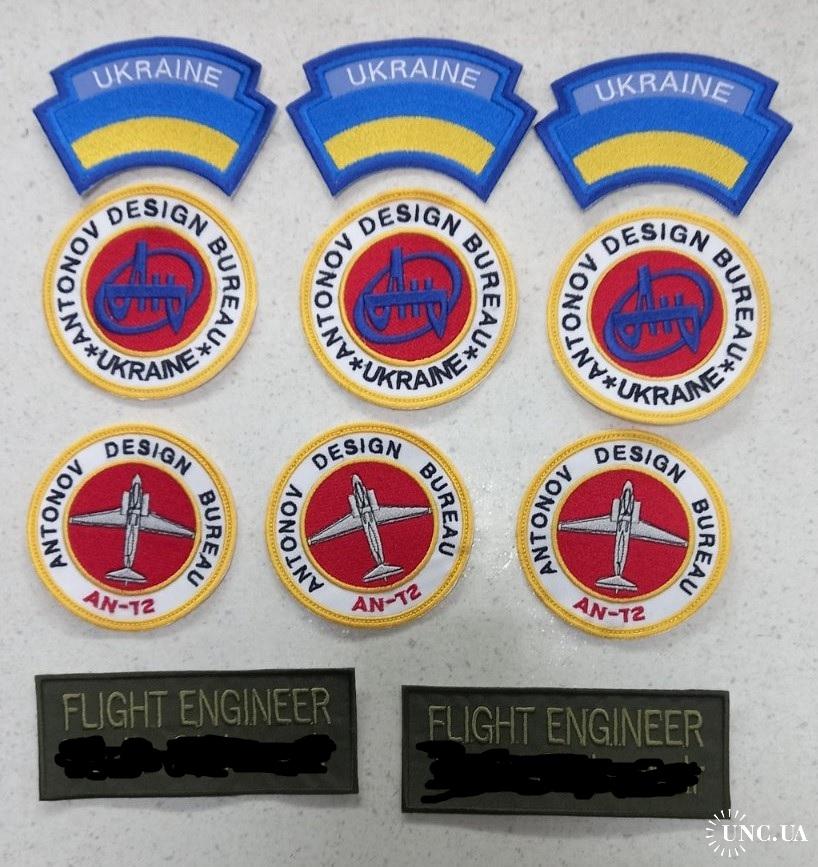 UKRAINE
UKRAINE
UKRAINE
ANTONOV DESIGN BUREAU
*UKRAINE*
ANTONOV DESIGN BUREAU
*UKRAINE*
ANTONOV DESIGN BUREAU
*UKRAINE*
ANTONOV DESIGN BUREAU
AN-72
ANTONOV DESIGN BUREAU
AN-72
ANTONOV DESIGN BUREAU
AN-72
FLIGHT ENGINEER
FLIGHT ENGINEER
UNC.UA